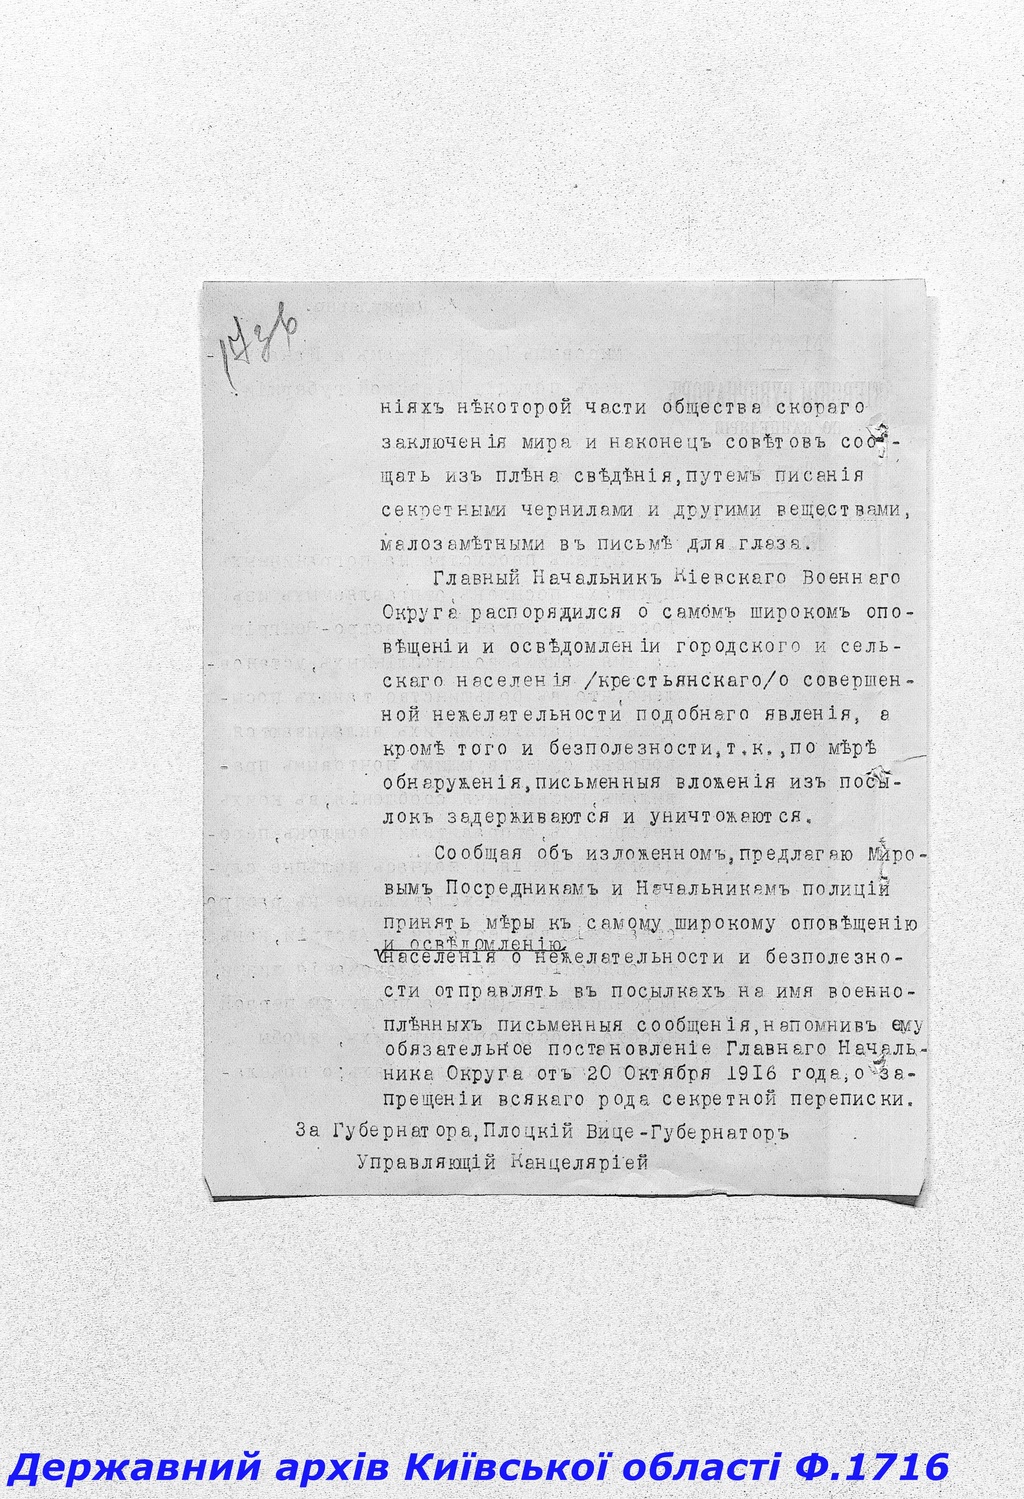 173 в
ніяхъ нѣкоторой части общества скораго
заключенія мира и наконецъ совѣтовъ соо -
щать изъ плѣна свѣдѣнія,путемъ писанія
секретными чернилами и другими веществами,
малозамѣтными въ письмѣ для глаза.
Главный Начальникъ Кіевскаго Военнаго
Округа распорядился о самомъ широкомъ опо-
вѣщеніи и освѣдомленіи городского и сель-
скаго населенія /крестьянскаго/о совершен-
ной нежелательности подобнаго явленія, а
кромѣ того и безполезности,т.к.,по мѣрѣ
обнаруженія,письменныя вложенія изъ посы-
локъ задерживаются и уничтожаются.
Сообщая объ изложенномъ,предлагаю Миро-
вымъ Посредникамъ и Начальникамъ полицій
принять мѣры къ самому широкому оповѣщенію
и освѣдомленію
населенія о нежелательности и безполезно-
сти отправлять въ посылкахъ на имя военно-
плѣнныхъ письменныя сообщенія,напомнивъ ему
обязательное постановленіе Главнаго Началь-
ника Округа отъ 20 Октября 1916 года,о за-
прещеніи всякаго рода секретной переписки.
За Губернатора,Плоцкій Вице-Губернаторъ
Управляющій Канцеляріей
Державний архів Київської області Ф.1716